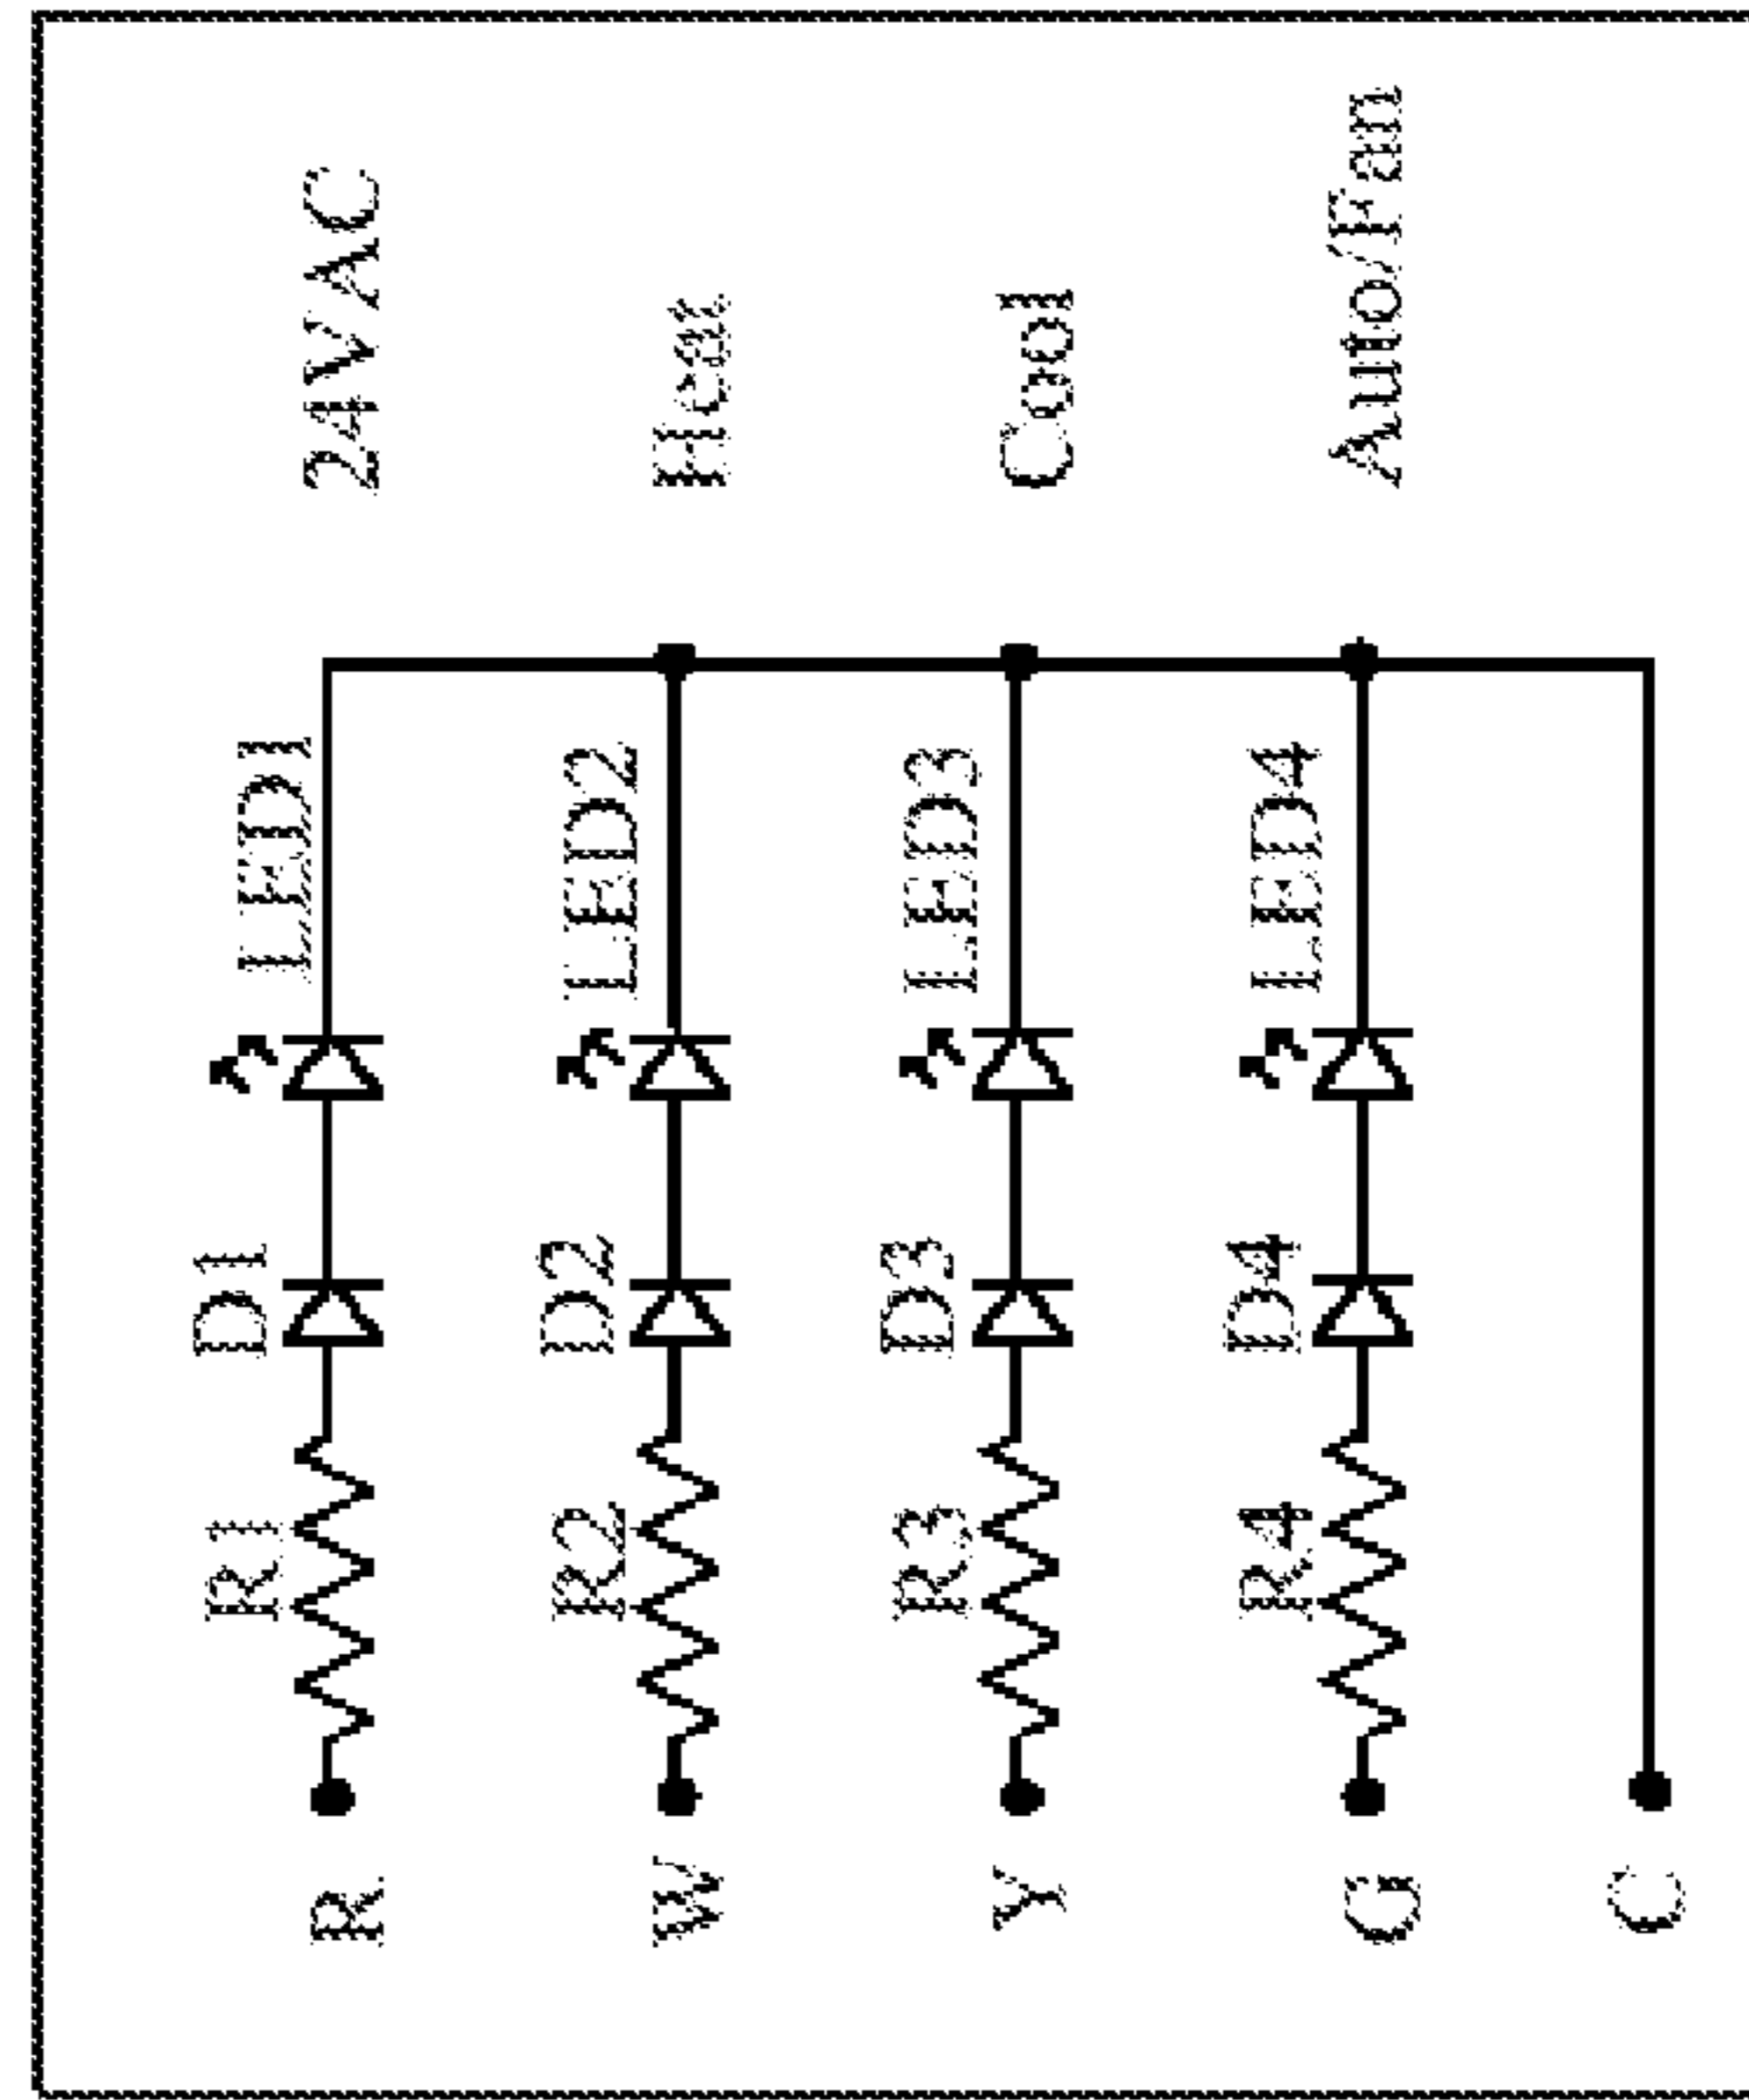 R R1 D1 LED1 24VAC
W R2 D2 LED2 Heat
Y R3 D3 LED3 Cool
G R4 D4 LED4 Auto/Fan
C